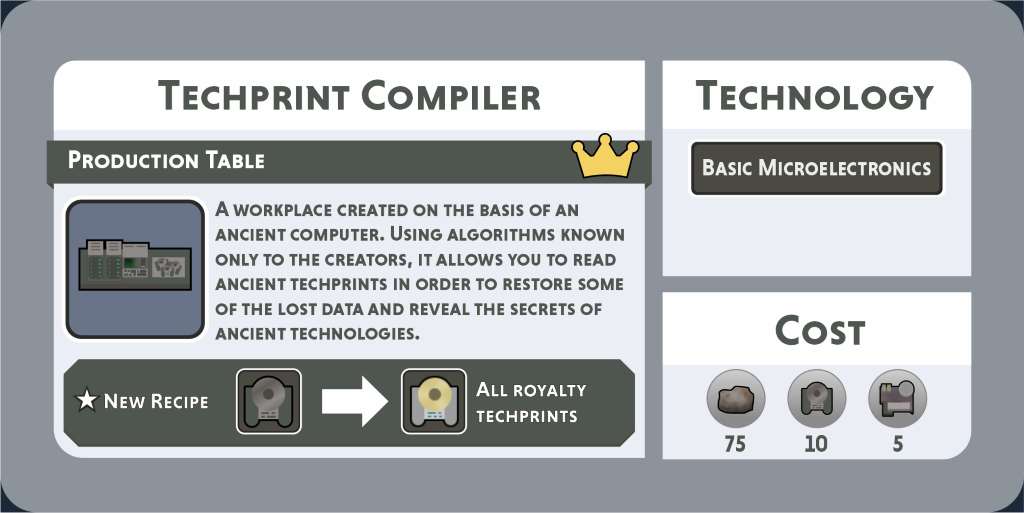 Techprint Compiler
Production Table
A workplace created on the basis of an
ancient computer. Using algorithms known
only to the creators, it allows you to read
ancient techprints in order to restore some
of the lost data and reveal the secrets of
ancient technologies.
New Recipe
All royalty
techprints
Technology
Basic Microelectronics
Cost
75 10 5